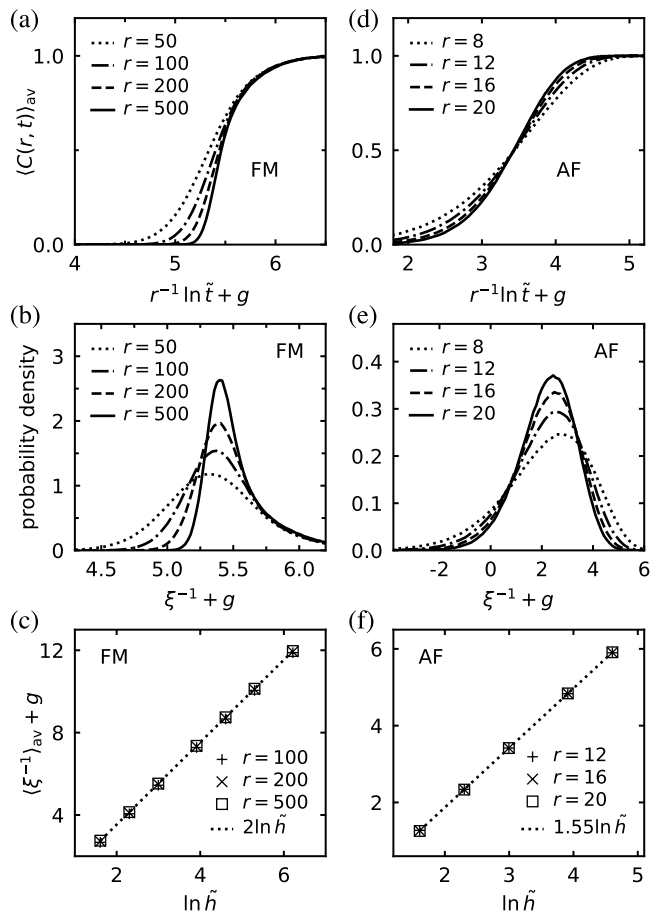 (a)
⟨C(r, t)⟩av
1.0
0.5
0.0
r = 50
r = 100
r = 200
r = 500
FM
4 5 6
r⁻¹ ln t̃ + g
(d)
1.0
0.5
0.0
r = 8
r = 12
r = 16
r = 20
AF
2 3 4 5
r⁻¹ ln t̃ + g
(b)
probability density
3
2
1
0
r = 50
r = 100
r = 200
r = 500
FM
4.5 5.0 5.5 6.0
ξ⁻¹ + g
(e)
0.4
0.3
0.2
0.1
0.0
r = 8
r = 12
r = 16
r = 20
AF
-2 0 2 4 6
ξ⁻¹ + g
(c)
⟨ξ⁻¹⟩av + g
12
8
4
FM
r = 100
r = 200
r = 500
2ln h̃
2 4 6
ln h̃
(f)
6
4
2
AF
r = 12
r = 16
r = 20
1.55ln h̃
2 3 4 5
ln h̃